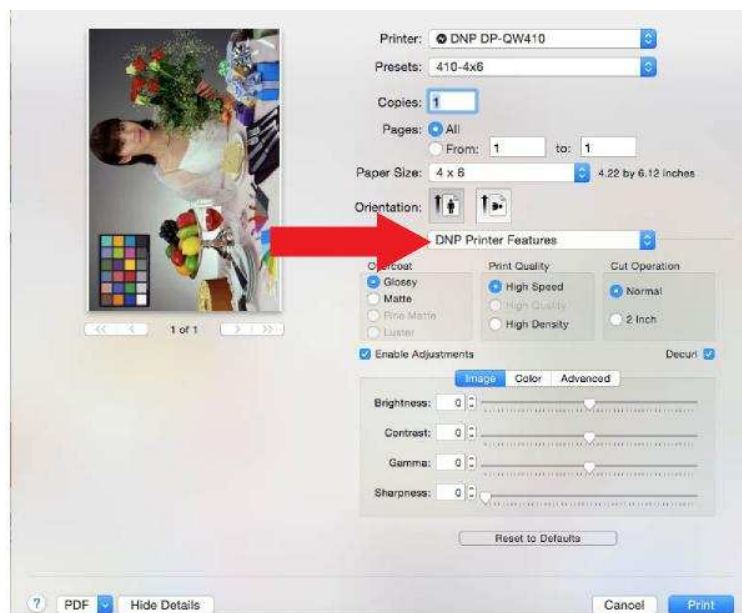 Printer: DNP DP-QW410
Presets: 410-4x6
Copies: 1
Pages: All
From: 1 to: 1
Paper Size: 4 x 6 4.22 by 6.12 inches
Orientation:
DNP Printer Features
Overcoat Print Quality Cut Operation
Glossy High Speed Normal
Matte High Quality
Fine Matte High Density 2 Inch
Luster
<< < 1 of 1 > >>
Enable Adjustments Decurl
Image Color Advanced
Brightness: 0
Contrast: 0
Gamma: 0
Sharpness: 0
Reset to Defaults
? PDF Hide Details Cancel Print